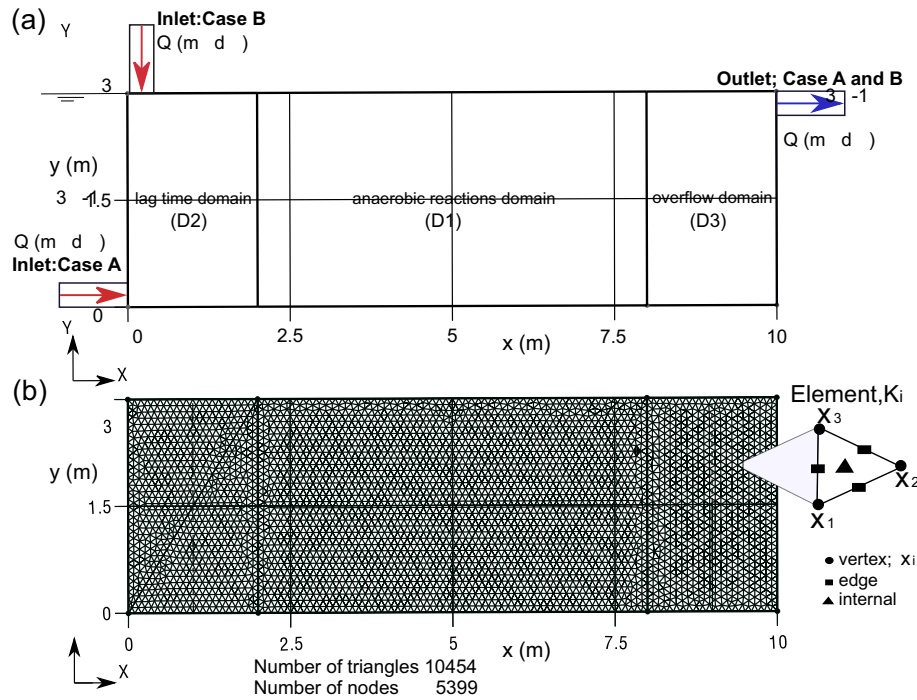 (a)
Y
Inlet:Case B
Q (m d )
3
Outlet; Case A and B
3 -1
Q (m d )
y (m)
3 -1
1.5
lag time domain
(D2)
anaerobic reactions domain
(D1)
overflow domain
(D3)
Q (m d )
Inlet:Case A
0
Y
X
0 2.5 5 7.5 10
x (m)
(b)
Element,Ki
X3
3
y (m)
X2
1.5
X1
vertex; xi
edge
internal
0
0 2.5 5 7.5 10
Y
X
x (m)
Number of triangles 10454
Number of nodes 5399